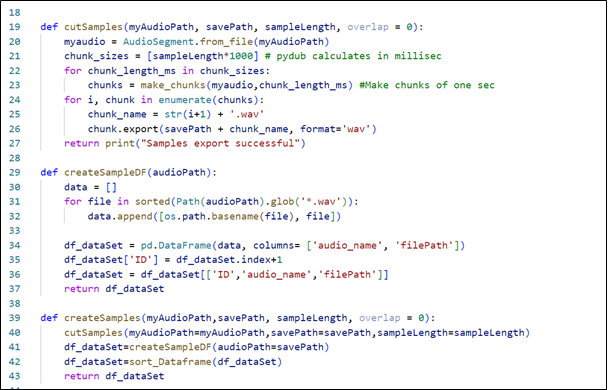 18
19 def cutSamples(myAudioPath, savePath, sampleLength, overlap = 0):
20     myaudio = AudioSegment.from_file(myAudioPath)
21     chunk_sizes = [sampleLength*1000] # pydub calculates in millisec
22     for chunk_length_ms in chunk_sizes:
23         chunks = make_chunks(myaudio,chunk_length_ms) #Make chunks of one sec
24     for i, chunk in enumerate(chunks):
25         chunk_name = str(i+1) + '.wav'
26         chunk.export(savePath + chunk_name, format='wav')
27     return print("Samples export successful")
28
29 def createSampleDF(audioPath):
30     data = []
31     for file in sorted(Path(audioPath).glob('*.wav')):
32         data.append([os.path.basename(file), file])
33
34     df_dataSet = pd.DataFrame(data, columns= ['audio_name', 'filePath'])
35     df_dataSet['ID'] = df_dataSet.index+1
36     df_dataSet = df_dataSet[['ID','audio_name','filePath']]
37     return df_dataSet
38
39 def createSamples(myAudioPath,savePath, sampleLength, overlap = 0):
40     cutSamples(myAudioPath=myAudioPath,savePath=savePath,sampleLength=sampleLength)
41     df_dataSet=createSampleDF(audioPath=savePath)
42     df_dataSet=sort_Dataframe(df_dataSet)
43     return df_dataSet